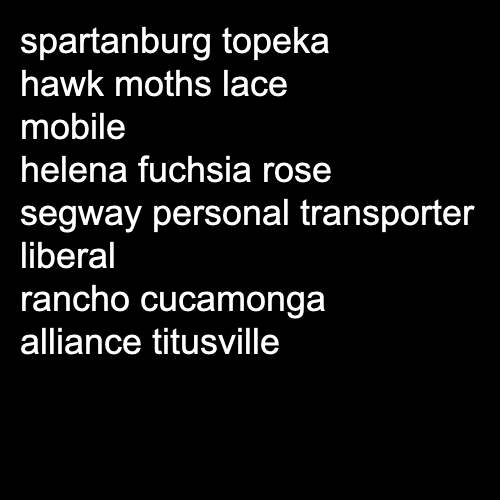 spartanburg topeka
hawk moths lace
mobile
helena fuchsia rose
segway personal transporter
liberal
rancho cucamonga
alliance titusville